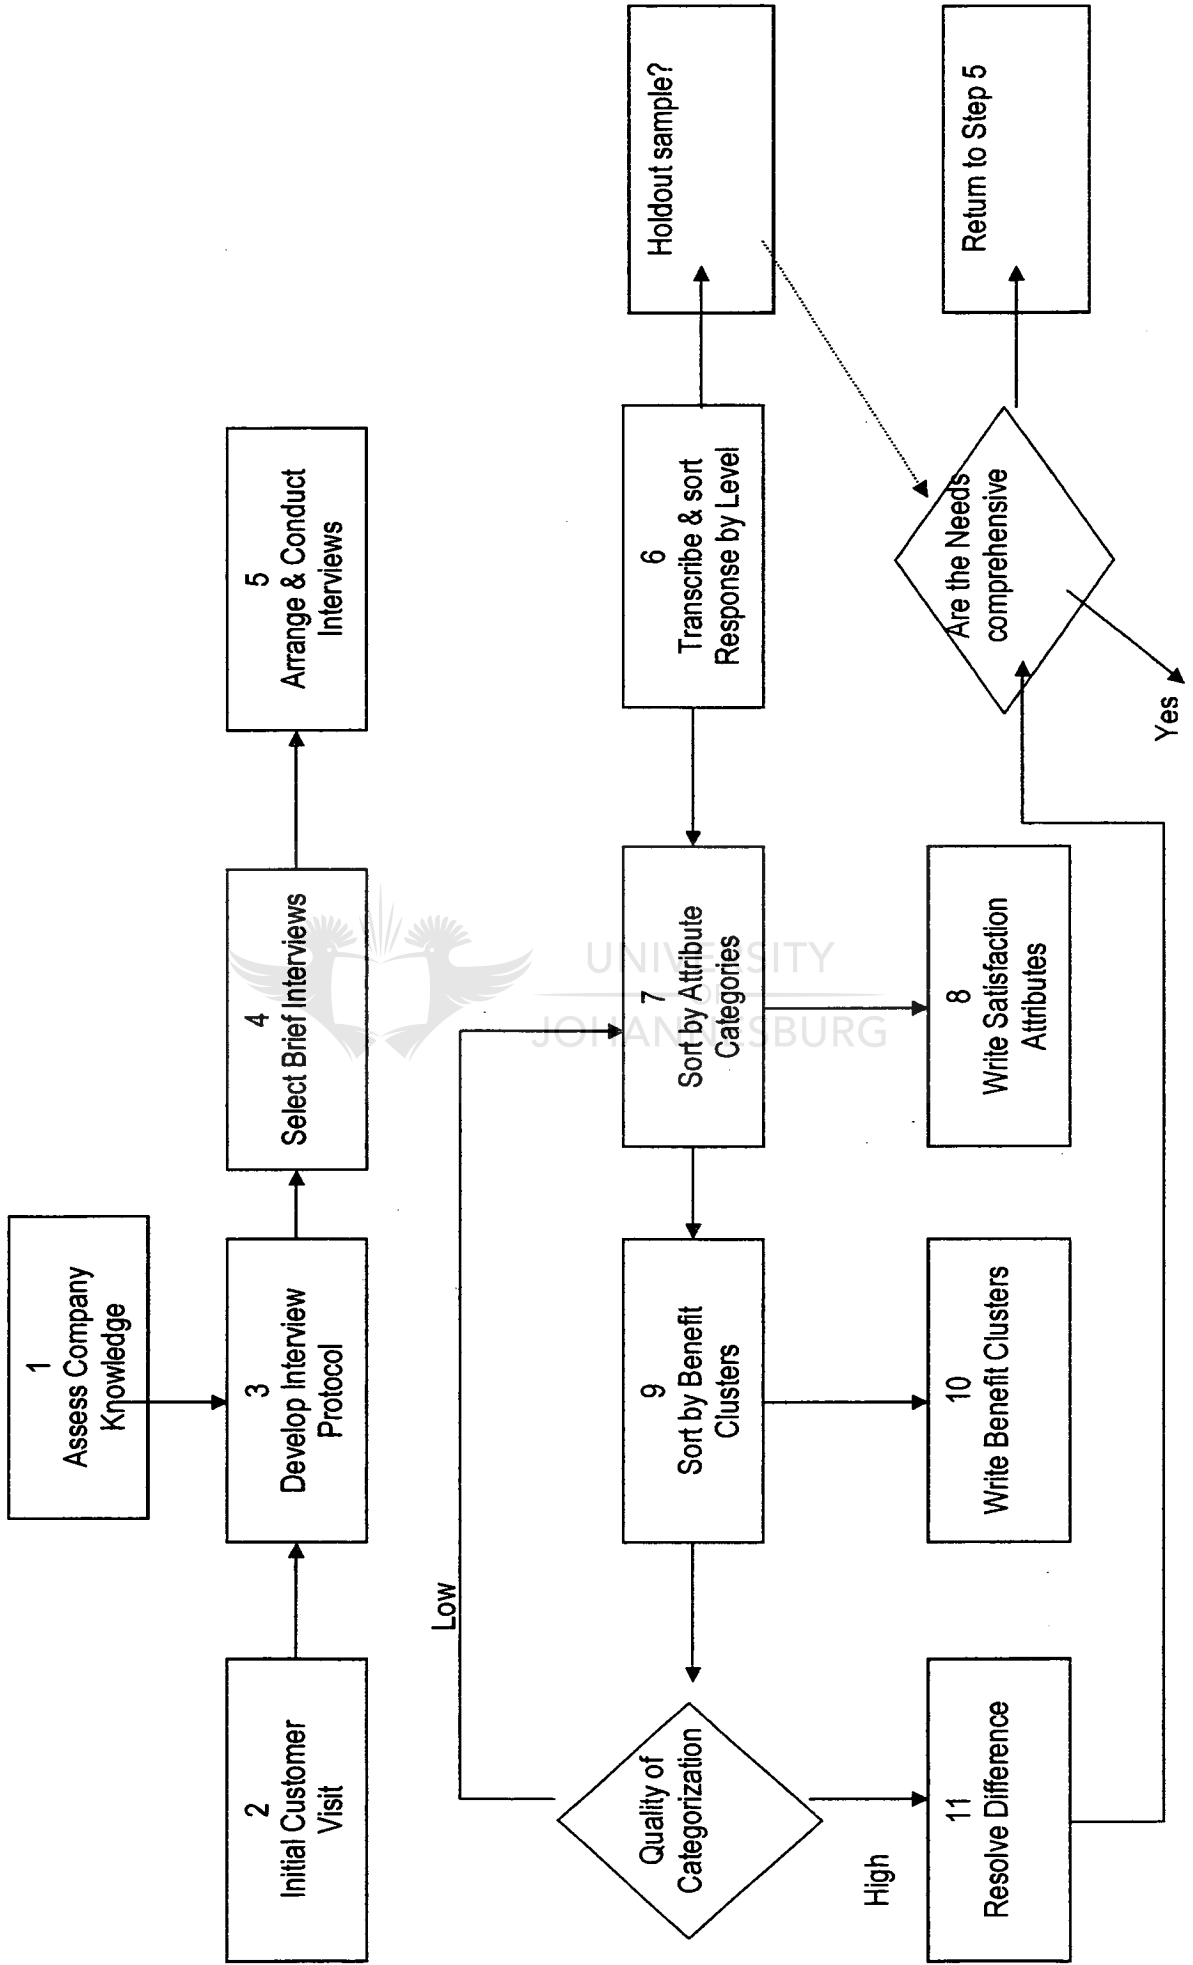 1
Assess Company
Knowledge
2
Initial Customer
Visit
3
Develop Interview
Protocol
4
Select Brief Interviews
5
Arrange & Conduct
Interviews
Low
Quality of
Categorization
9
Sort by Benefit
Clusters
7
Sort by Attribute
Categories
6
Transcribe & sort
Response by Level
Holdout sample?
High
11
Resolve Difference
10
Write Benefit Clusters
8
Write Satisfaction
Attributes
Are the Needs
comprehensive
Return to Step 5
Yes
UNIVERSITY
OF
JOHANNESBURG